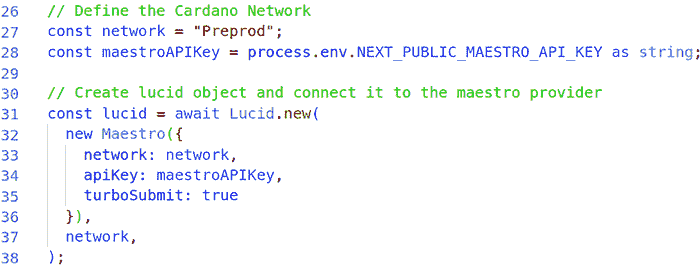 26 // Define the Cardano Network
27 const network = "Preprod";
28 const maestroAPIKey = process.env.NEXT_PUBLIC_MAESTRO_API_KEY as string;
29
30 // Create lucid object and connect it to the maestro provider
31 const lucid = await Lucid.new(
32 new Maestro({
33 network: network,
34 apiKey: maestroAPIKey,
35 turboSubmit: true
36 }),
37 network,
38 );